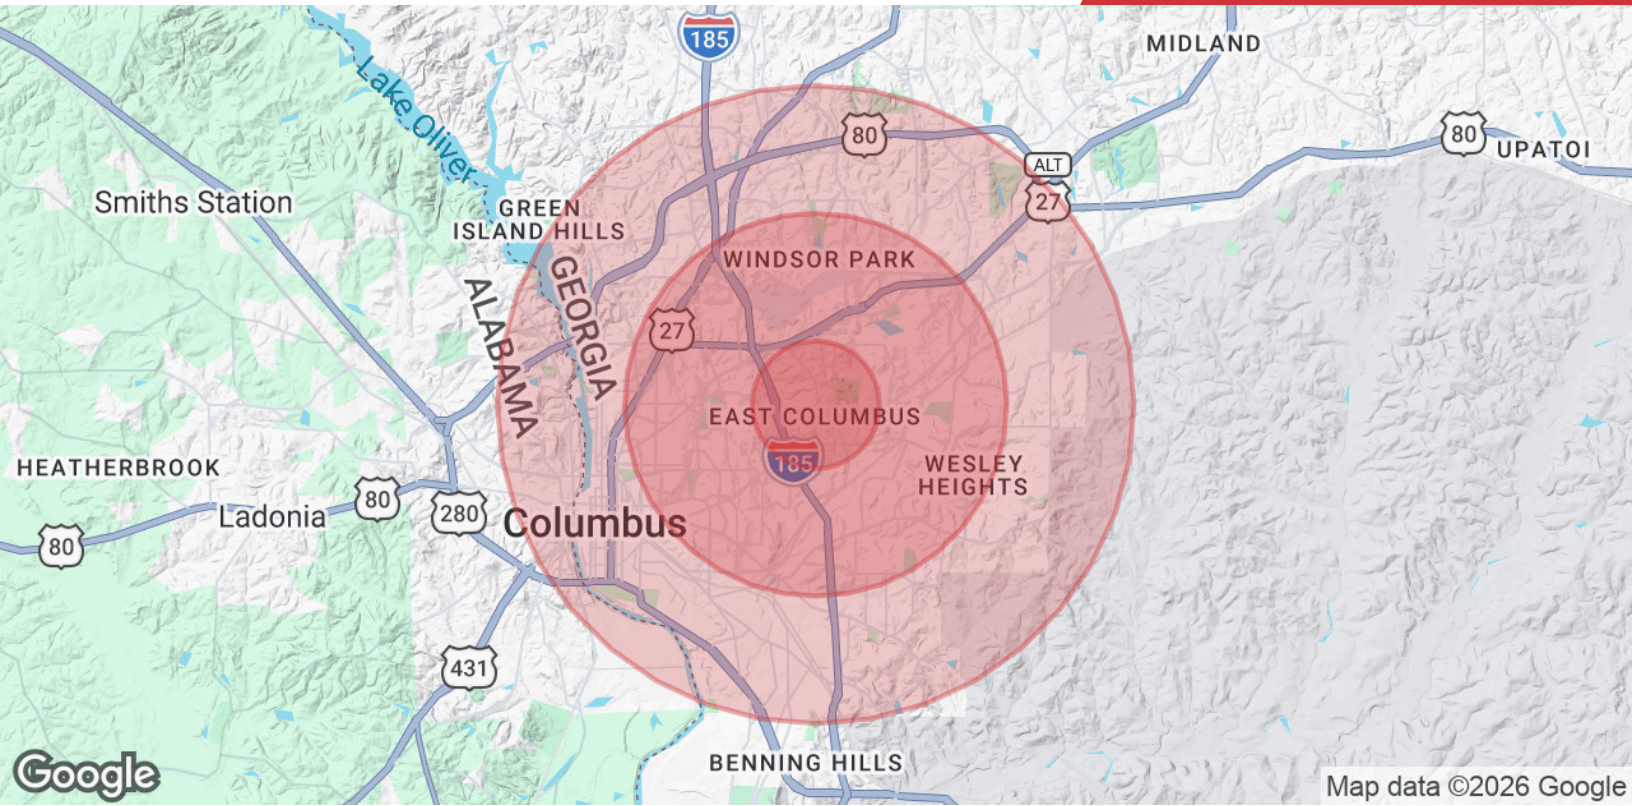 185
MIDLAND
80
80
UPATOI
Lake Oliver
ALT
27
Smiths Station
GREEN
ISLAND HILLS
WINDSOR PARK
GEORGIA
ALABAMA
27
EAST COLUMBUS
185
WESLEY
HEIGHTS
HEATHERBROOK
80
280
Ladonia
Columbus
80
431
BENNING HILLS
Google
Map data ©2026 Google